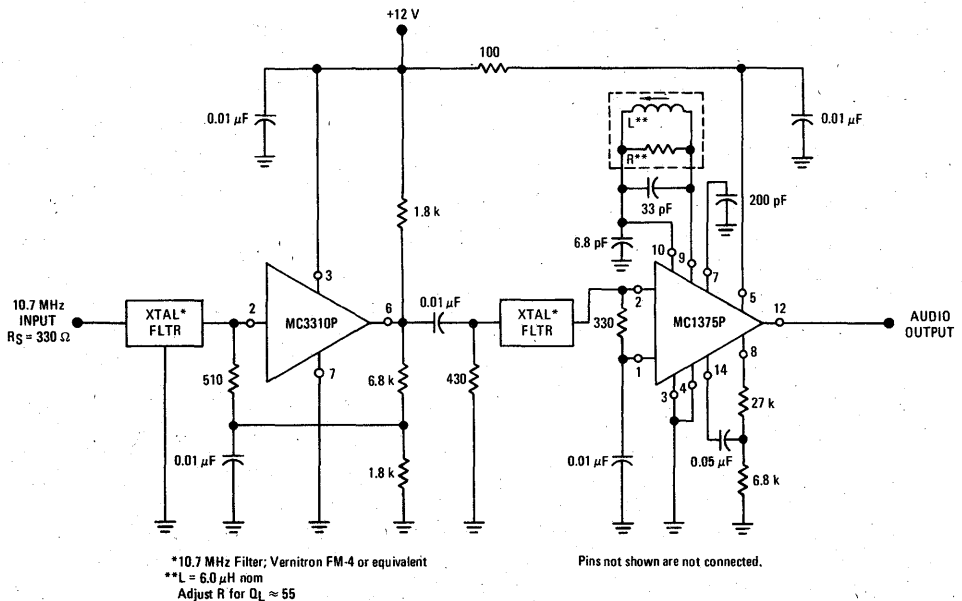 +12 V
100
0.01 μF
L**
R**
0.01 μF
1.8 k
33 pF
200 pF
6.8 pF
10
9
7
3
10.7 MHz
INPUT
RS = 330 Ω
XTAL*
FLTR
2
MC3310P
6
0.01 μF
XTAL*
FLTR
2
330
MC1375P
5
12
AUDIO
OUTPUT
510
7
6.8 k
430
1
3
4
14
8
27 k
0.01 μF
1.8 k
0.01 μF
0.05 μF
6.8 k
*10.7 MHz Filter; Vernitron FM-4 or equivalent
**L = 6.0 μH nom
Adjust R for QL ≈ 55
Pins not shown are not connected.